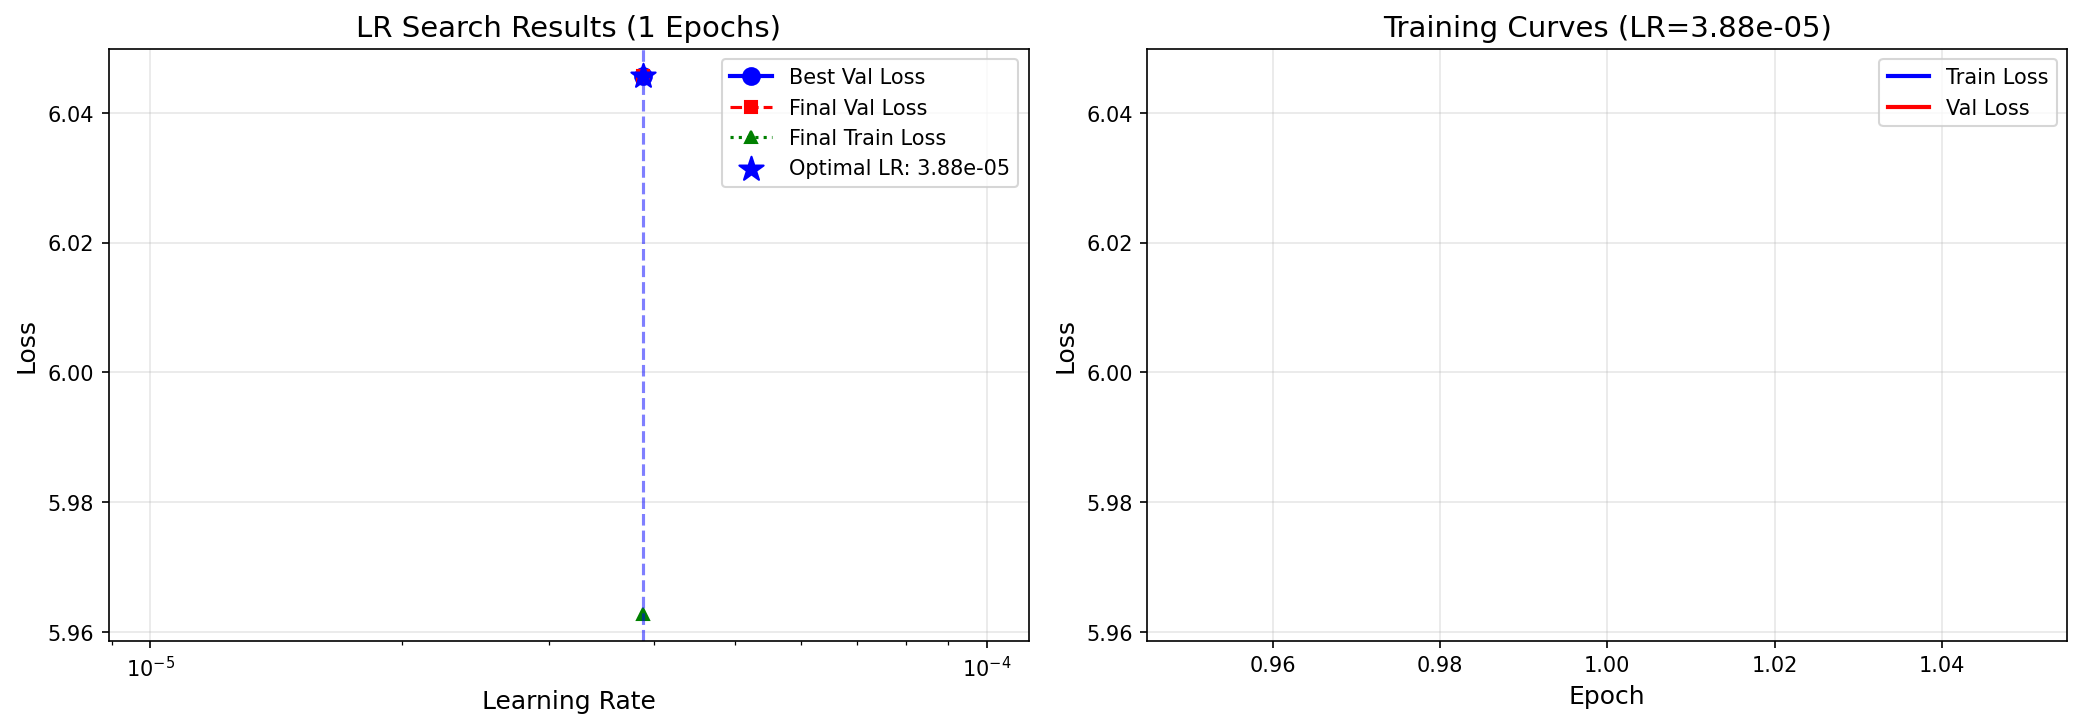 LR Search Results (1 Epochs)
Loss
6.04
6.02
6.00
5.98
5.96
10⁻⁵
10⁻⁴
Learning Rate
Best Val Loss
Final Val Loss
Final Train Loss
Optimal LR: 3.88e-05
Training Curves (LR=3.88e-05)
Loss
6.04
6.02
6.00
5.98
5.96
0.96
0.98
1.00
1.02
1.04
Epoch
Train Loss
Val Loss